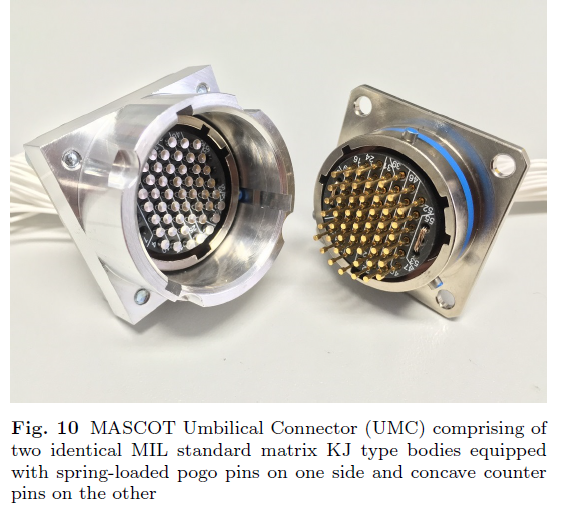 Fig. 10 MASCOT Umbilical Connector (UMC) comprising of
two identical MIL standard matrix KJ type bodies equipped
with spring-loaded pogo pins on one side and concave counter
pins on the other